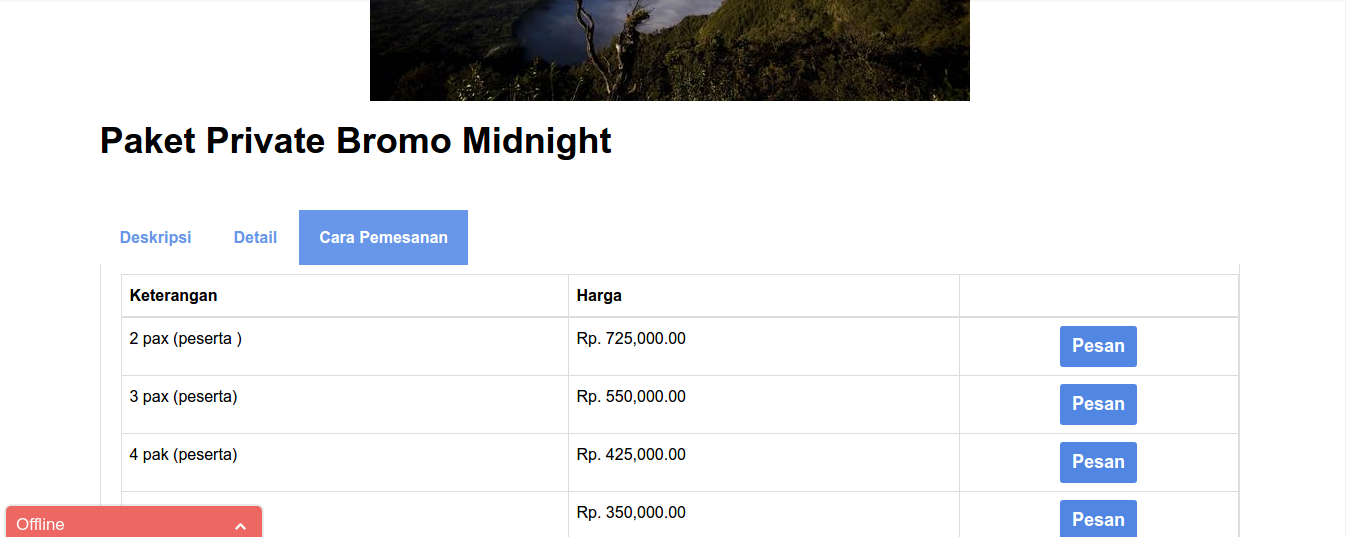 Paket Private Bromo Midnight
Deskripsi Detail Cara Pemesanan
Keterangan Harga
2 pax (peserta ) Rp. 725,000.00 Pesan
3 pax (peserta) Rp. 550,000.00 Pesan
4 pak (peserta) Rp. 425,000.00 Pesan
Rp. 350,000.00 Pesan
Offline